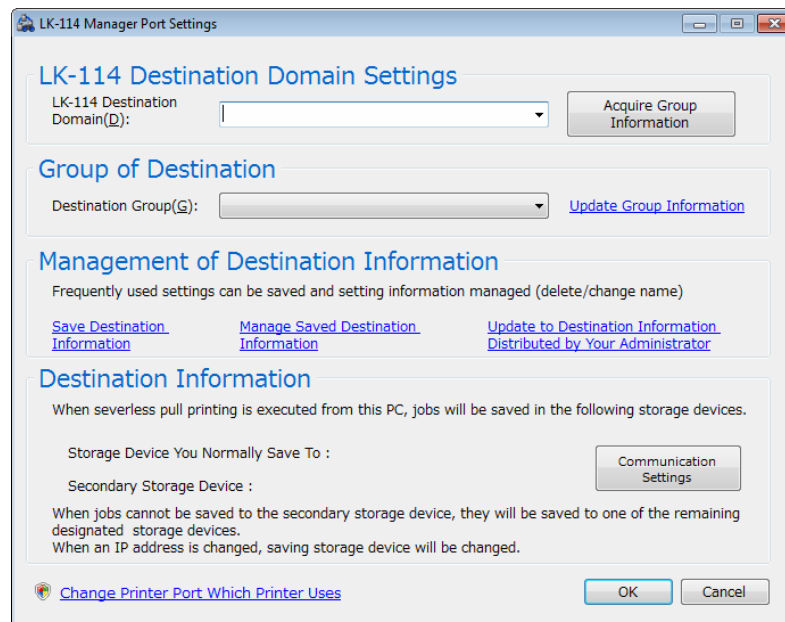 LK-114 Manager Port Settings
LK-114 Destination Domain Settings
LK-114 Destination
Domain(D):
Acquire Group
Information
Group of Destination
Destination Group(G):
Update Group Information
Management of Destination Information
Frequently used settings can be saved and setting information managed (delete/change name)
Save Destination
Information
Manage Saved Destination
Information
Update to Destination Information
Distributed by Your Administrator
Destination Information
When severless pull printing is executed from this PC, jobs will be saved in the following storage devices.
Storage Device You Normally Save To :
Secondary Storage Device :
Communication
Settings
When jobs cannot be saved to the secondary storage device, they will be saved to one of the remaining
designated storage devices.
When an IP address is changed, saving storage device will be changed.
Change Printer Port Which Printer Uses
OK
Cancel